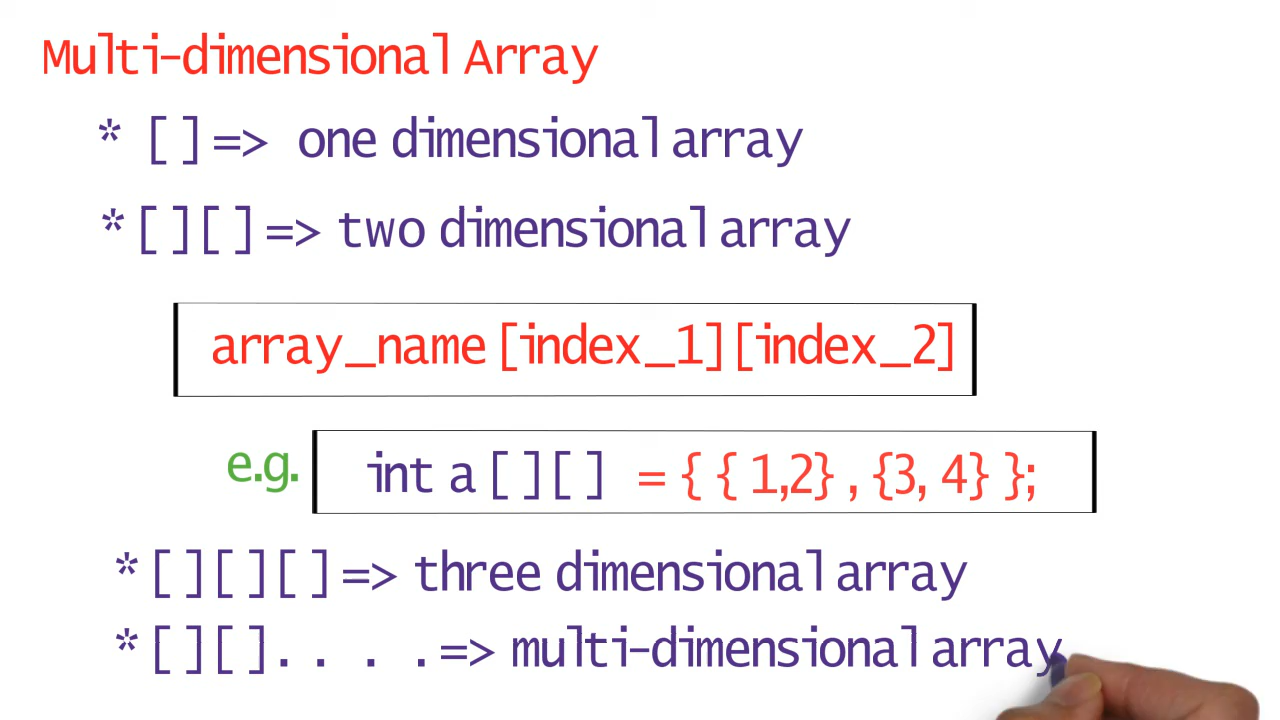 Multi-dimensional Array
* [ ] => one dimensional array
* [ ] [ ] => two dimensional array
array_name [index_1] [index_2]
e.g. int a [ ] [ ] = { { 1,2} , {3, 4} };
* [ ] [ ] [ ] => three dimensional array
* [ ] [ ] . . . . => multi-dimensional array